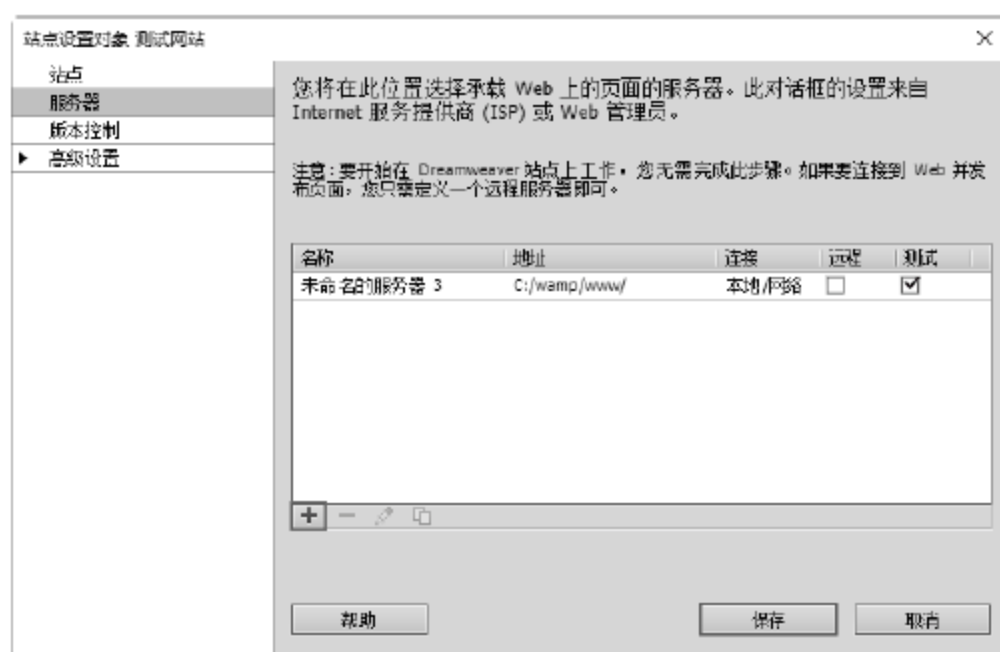 站点设置对象 测试网站
站点
服务器
版本控制
高级设置
您将在此位置选择承载 Web 上的页面的服务器。此对话框的设置来自
Internet 服务提供商 (ISP) 或 Web 管理员。
注意:要开始在 Dreamweaver 站点上工作,您无需完成此步骤。如果要连接到 Web 并发
布页面,您只需定义一个远程服务器即可。
名称 地址 连接 远程 测试
未命名的服务器 3 C:/wamp/www/ 本地/网络
帮助 保存 取消